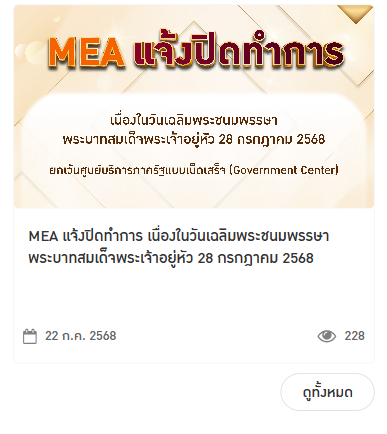 MEA แจ้งปิดทำการ
เนื่องในวันเฉลิมพระชนมพรรษา
พระบาทสมเด็จพระเจ้าอยู่หัว 28 กรกฎาคม 2568
ยกเว้นศูนย์บริการภาครัฐแบบเบ็ดเสร็จ (Government Center)
MEA แจ้งปิดทำการ เนื่องในวันเฉลิมพระชนมพรรษา
พระบาทสมเด็จพระเจ้าอยู่หัว 28 กรกฎาคม 2568
22 ก.ค. 2568
228
ดูทั้งหมด